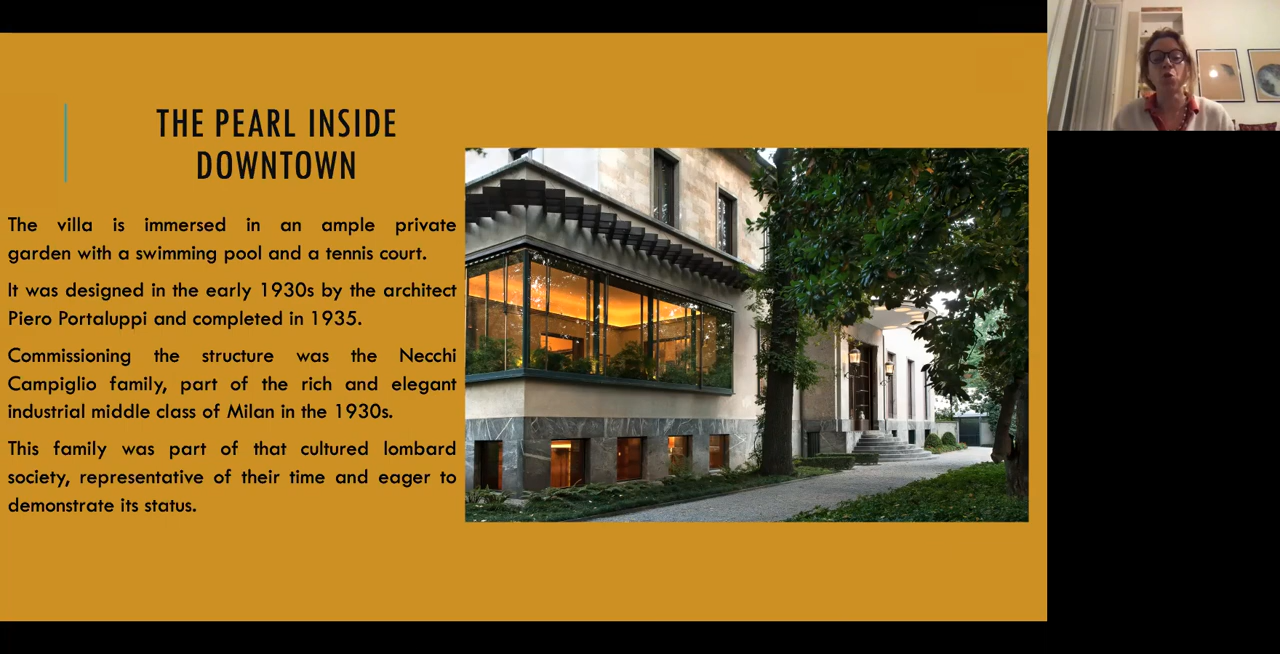 THE PEARL INSIDE
DOWNTOWN
The villa is immersed in an ample private
garden with a swimming pool and a tennis court.
It was designed in the early 1930s by the architect
Piero Portaluppi and completed in 1935.
Commissioning the structure was the Necchi
Campiglio family, part of the rich and elegant
industrial middle class of Milan in the 1930s.
This family was part of that cultured lombard
society, representative of their time and eager to
demonstrate its status.